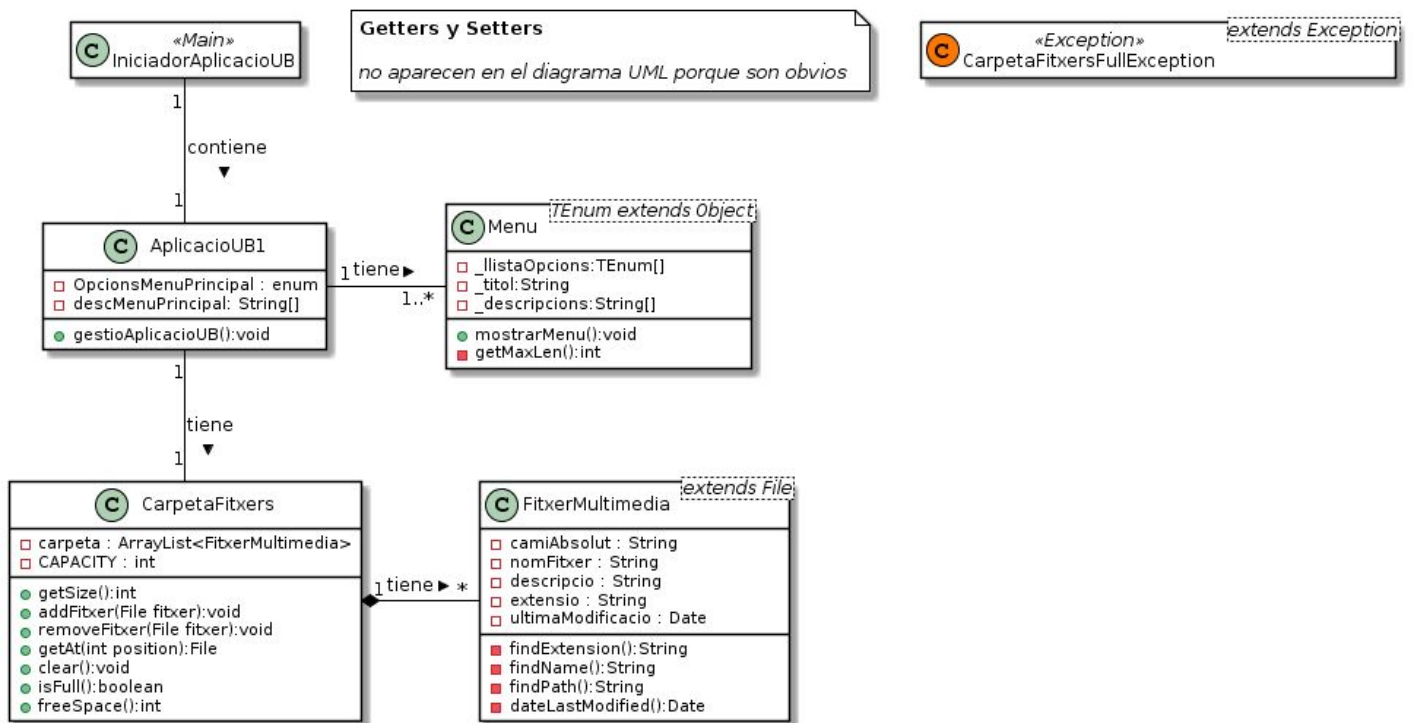 C
«Main»
IniciadorAplicacioUB
Getters y Setters
no aparecen en el diagrama UML porque son obvios
extends Exception
C
«Exception»
CarpetaFitxersFullException
1
contiene
1
C AplicacioUB1
OpcionsMenuPrincipal : enum
descMenuPrincipal: String[]
gestioAplicacioUB():void
1 tiene
1..*
TEnum extends Object
C Menu
_llistaOpcions:TEnum[]
_titol:String
_descripcions:String[]
mostrarMenu():void
getMaxLen():int
1
tiene
1
C CarpetaFitxers
carpeta : ArrayList<FitxerMultimedia>
CAPACITY : int
getSize():int
addFitxer(File fitxer):void
removeFitxer(File fitxer):void
getAt(int position):File
clear():void
isFull():boolean
freeSpace():int
1 tiene *
extends File
C FitxerMultimedia
camiAbsolut : String
nomFitxer : String
descripcio : String
extensio : String
ultimaModificacio : Date
findExtension():String
findName():String
findPath():String
dateLastModified():Date